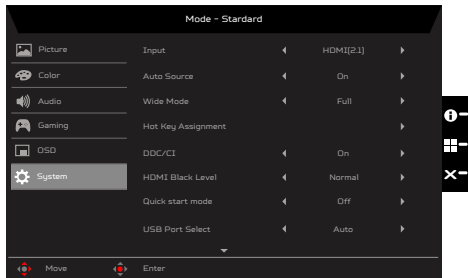 Mode - Stardard
Picture
Input HDMI(2.1)
Color
Auto Source On
Audio
Wide Mode Full
Gaming
Hot Key Assignment
OSD
DDC/CI On
System
HDMI Black Level Normal
Quick start mode Off
USB Port Select Auto
Move Enter